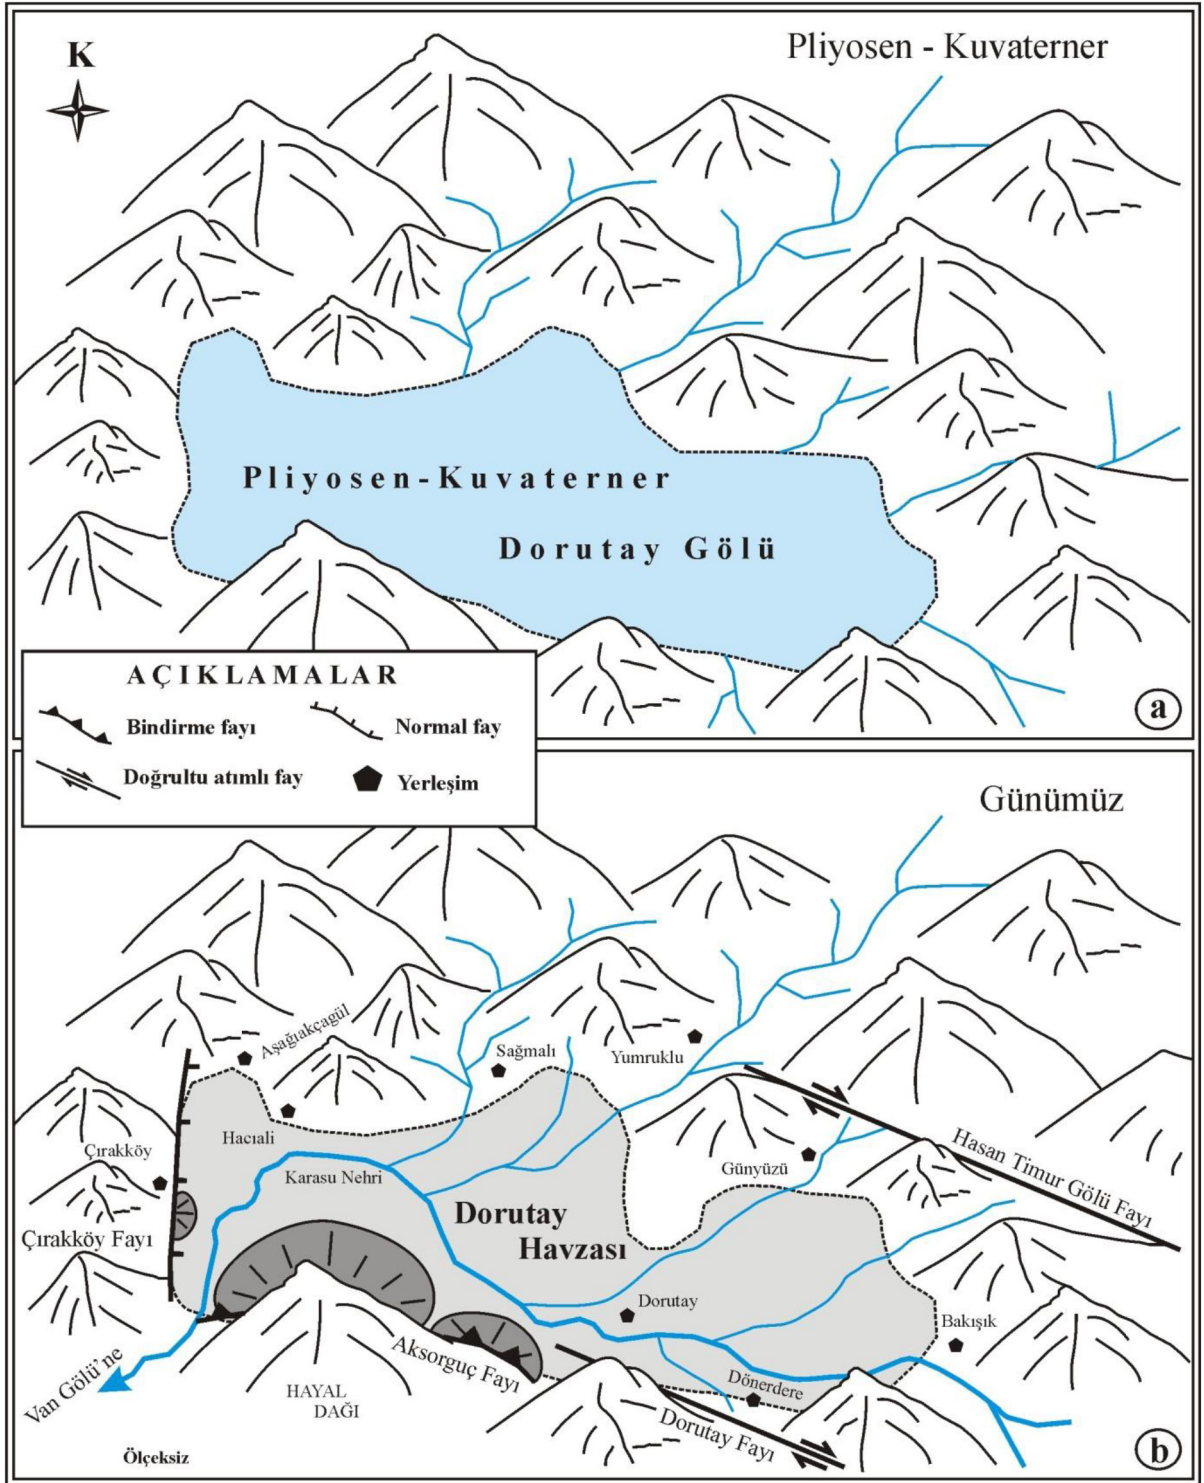 Pliyosen - Kuvaterner
K
Pliyosen-Kuvaterner
Dorutay Gölü
AÇIKLAMALAR
Bindirme fayı
Normal fay
Doğrultu atımlı fay
Yerleşim
a
Günümüz
Aşağıakçagül
Sağmalı
Yumruklu
Hacıali
Çırakköy
Günyüzü
Hasan Timur Gölü Fayı
Karasu Nehri
Dorutay
Havzası
Çırakköy Fayı
Dorutay
Bakışık
Aksorguç Fayı
Dönerdere
Van Gölü'ne
HAYAL
DAĞI
Dorutay Fayı
Ölçeksiz
b